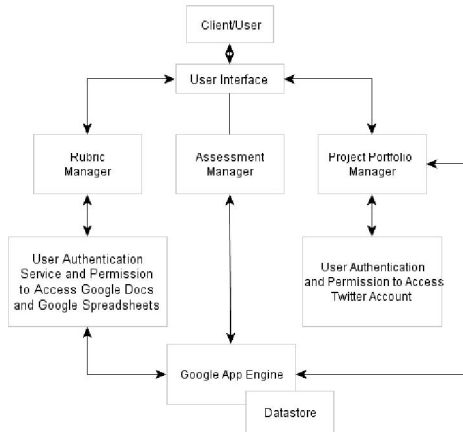 Client/User
User Interface
Rubric
Manager
Assessment
Manager
Project Portfolio
Manager
User Authentication
Service and Permission
to Access Google Docs
and Google Spreadsheets
User Authentication
and Permission to Access
Twitter Account
Google App Engine
Datastore